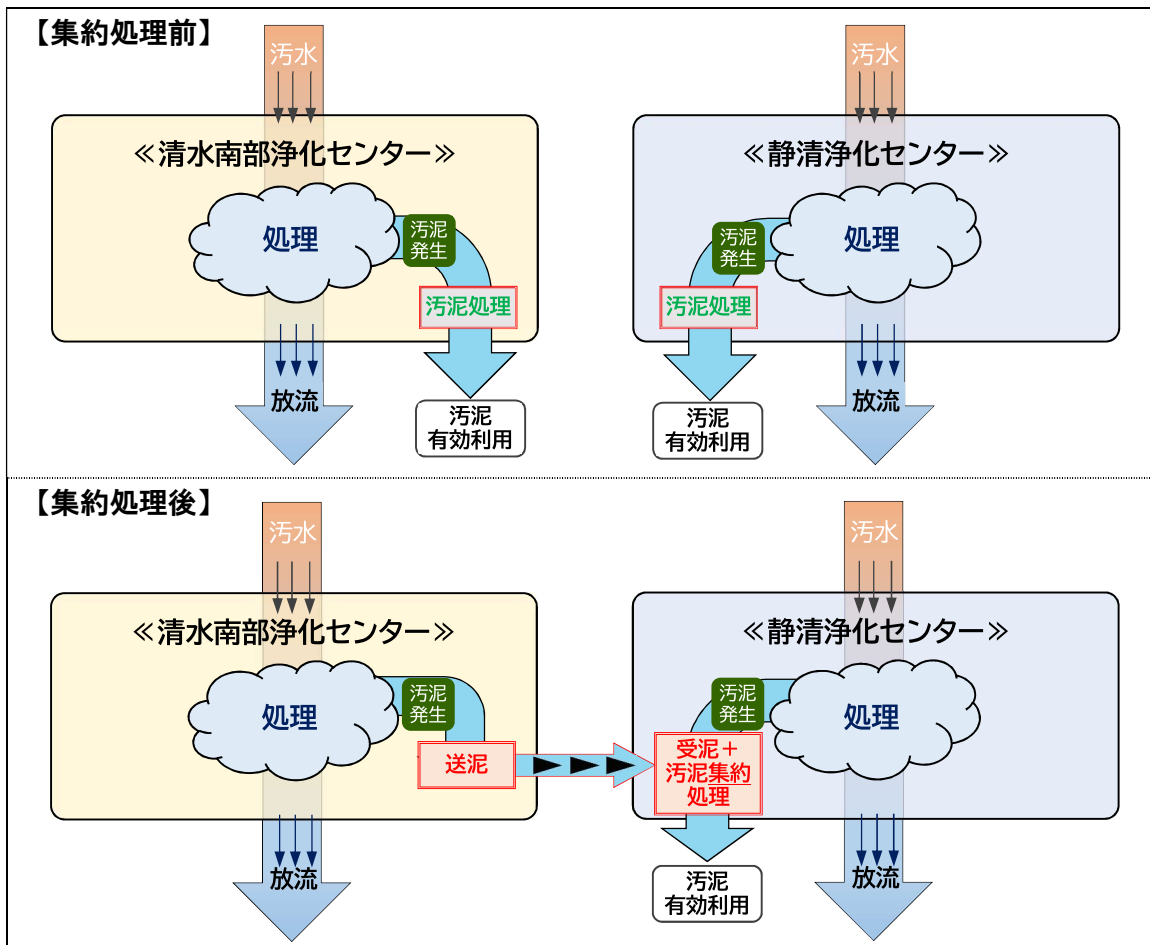 【集約処理前】
汚水
汚水
≪清水南部浄化センター≫
≪静清浄化センター≫
処理
汚泥
発生
汚泥
発生
処理
汚泥処理
汚泥処理
放流
汚泥
有効利用
汚泥
有効利用
放流
【集約処理後】
汚水
汚水
≪清水南部浄化センター≫
≪静清浄化センター≫
処理
汚泥
発生
汚泥
発生
処理
送泥
受泥+
汚泥集約
処理
放流
汚泥
有効利用
放流